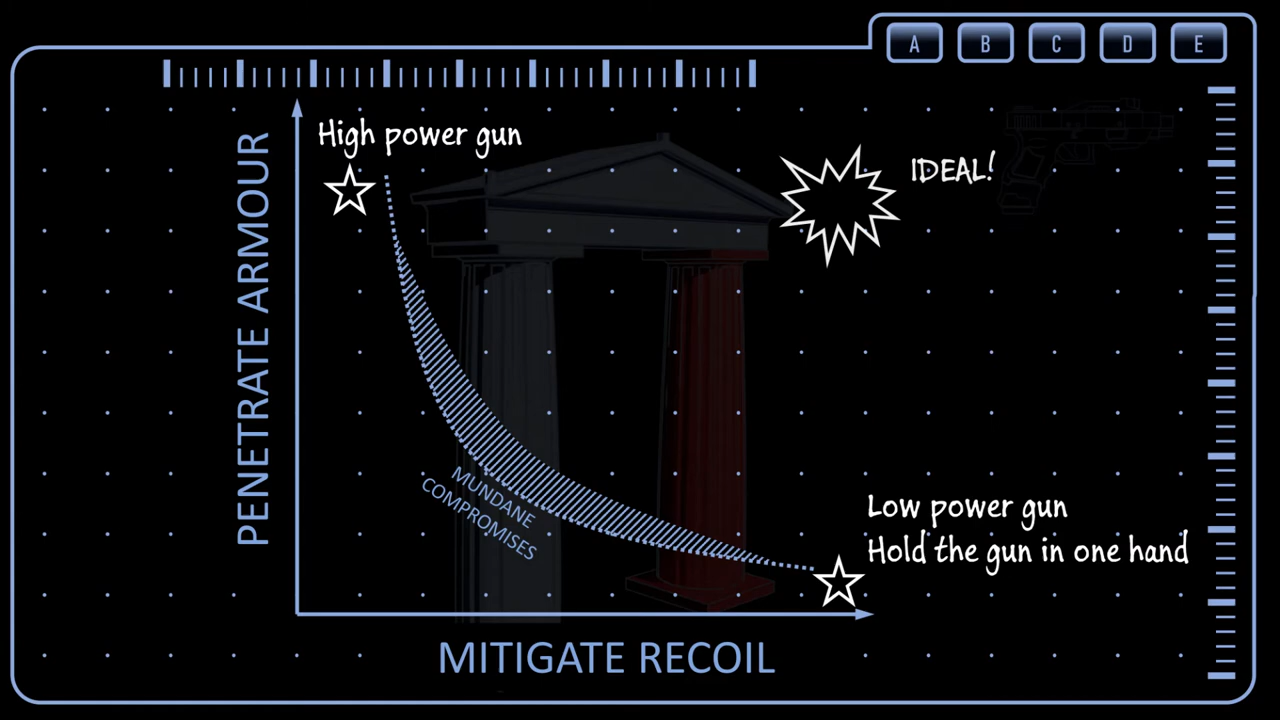 A B C D E
High power gun
IDEAL!
PENETRATE ARMOUR
MUNDANE
COMPROMISES
Low power gun
Hold the gun in one hand
MITIGATE RECOIL